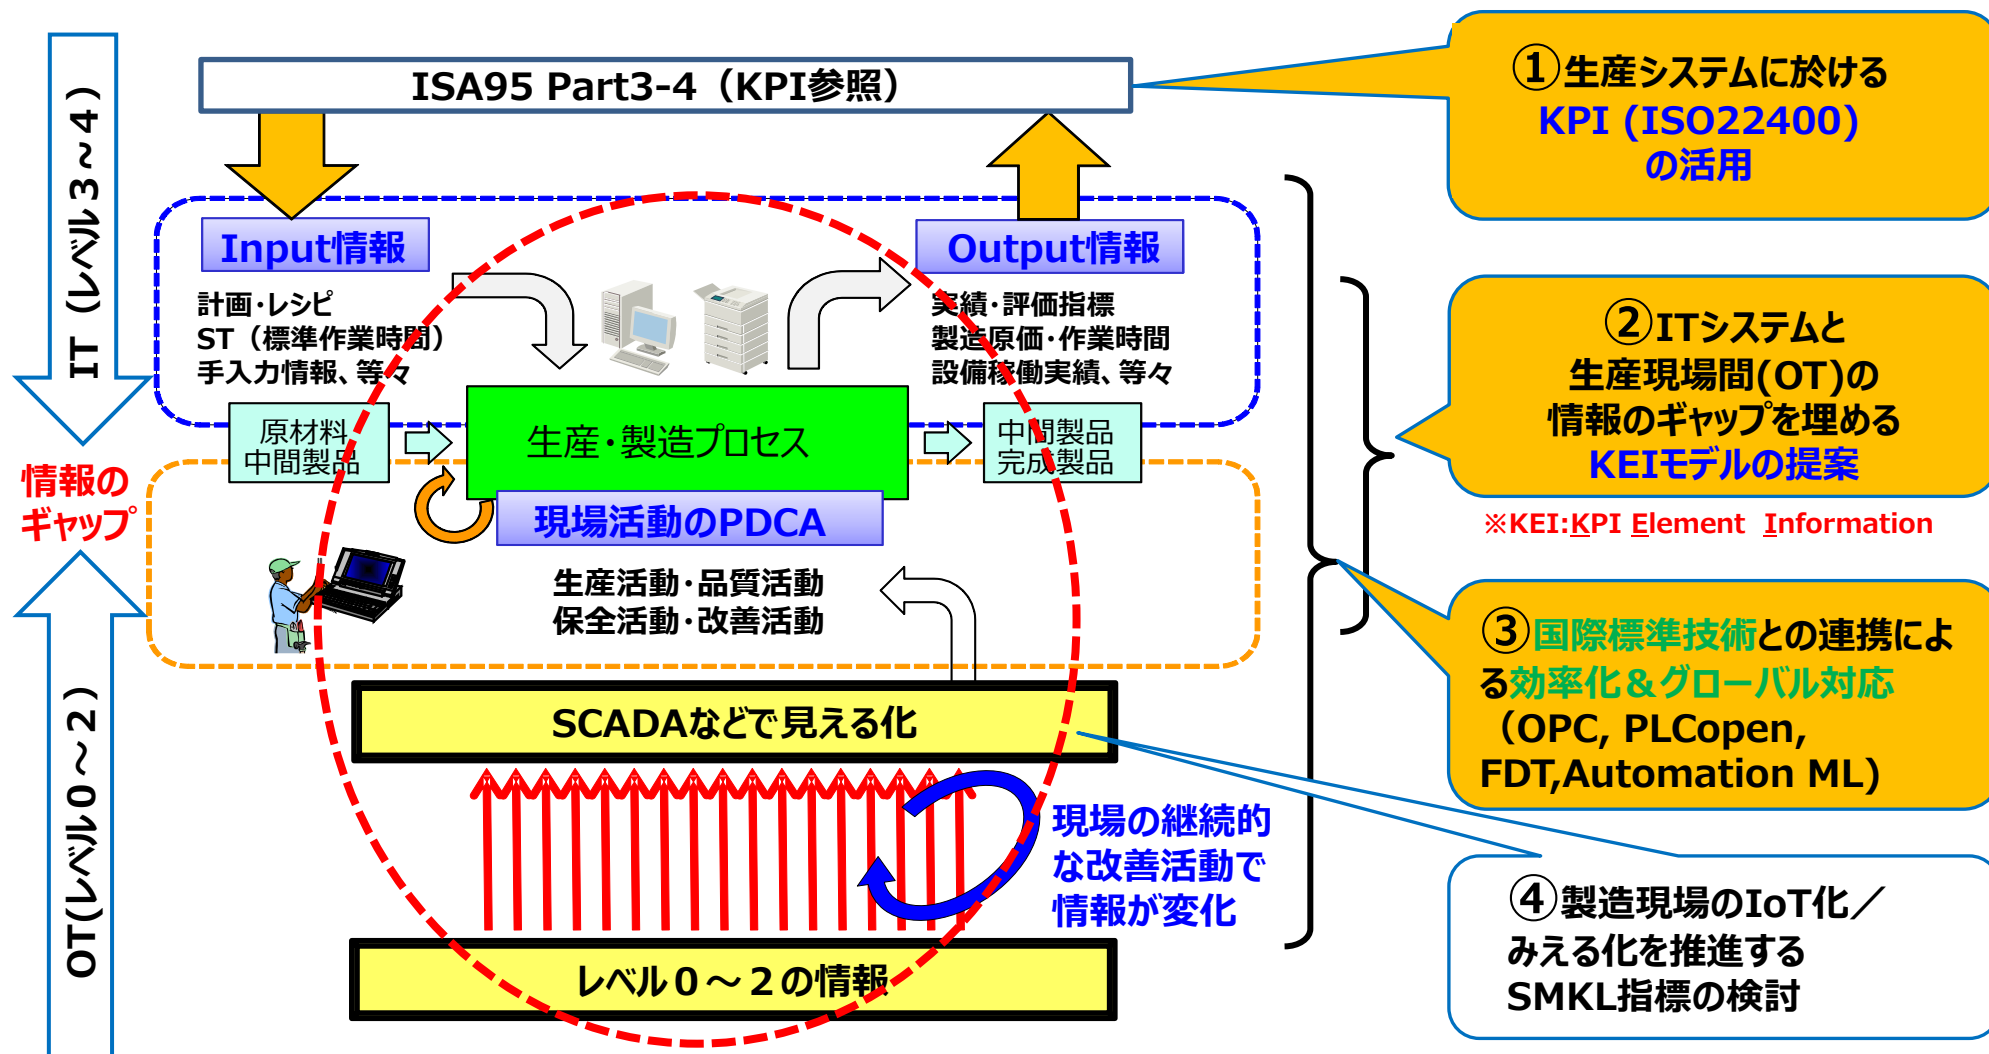 ISA95 Part3-4（KPI参照）
IT（レベル3～4）
Input情報
計画・レシピ
ST（標準作業時間）
手入力情報、等々
Output情報
実績・評価指標
製造原価・作業時間
設備稼働実績、等々
原材料
中間製品
生産・製造プロセス
中間製品
完成製品
情報の
ギャップ
現場活動のPDCA
生産活動・品質活動
保全活動・改善活動
OT(レベル０～２)
SCADAなどで見える化
現場の継続的
な改善活動で
情報が変化
レベル０～２の情報
①生産システムに於ける
KPI (ISO22400)
の活用
②ITシステムと
生産現場間(OT)の
情報のギャップを埋める
KEIモデルの提案
※KEI:KPI Element Information
③国際標準技術との連携によ
る効率化＆グローバル対応
（OPC, PLCopen,
FDT,Automation ML)
④製造現場のIoT化／
みえる化を推進する
SMKL指標の検討